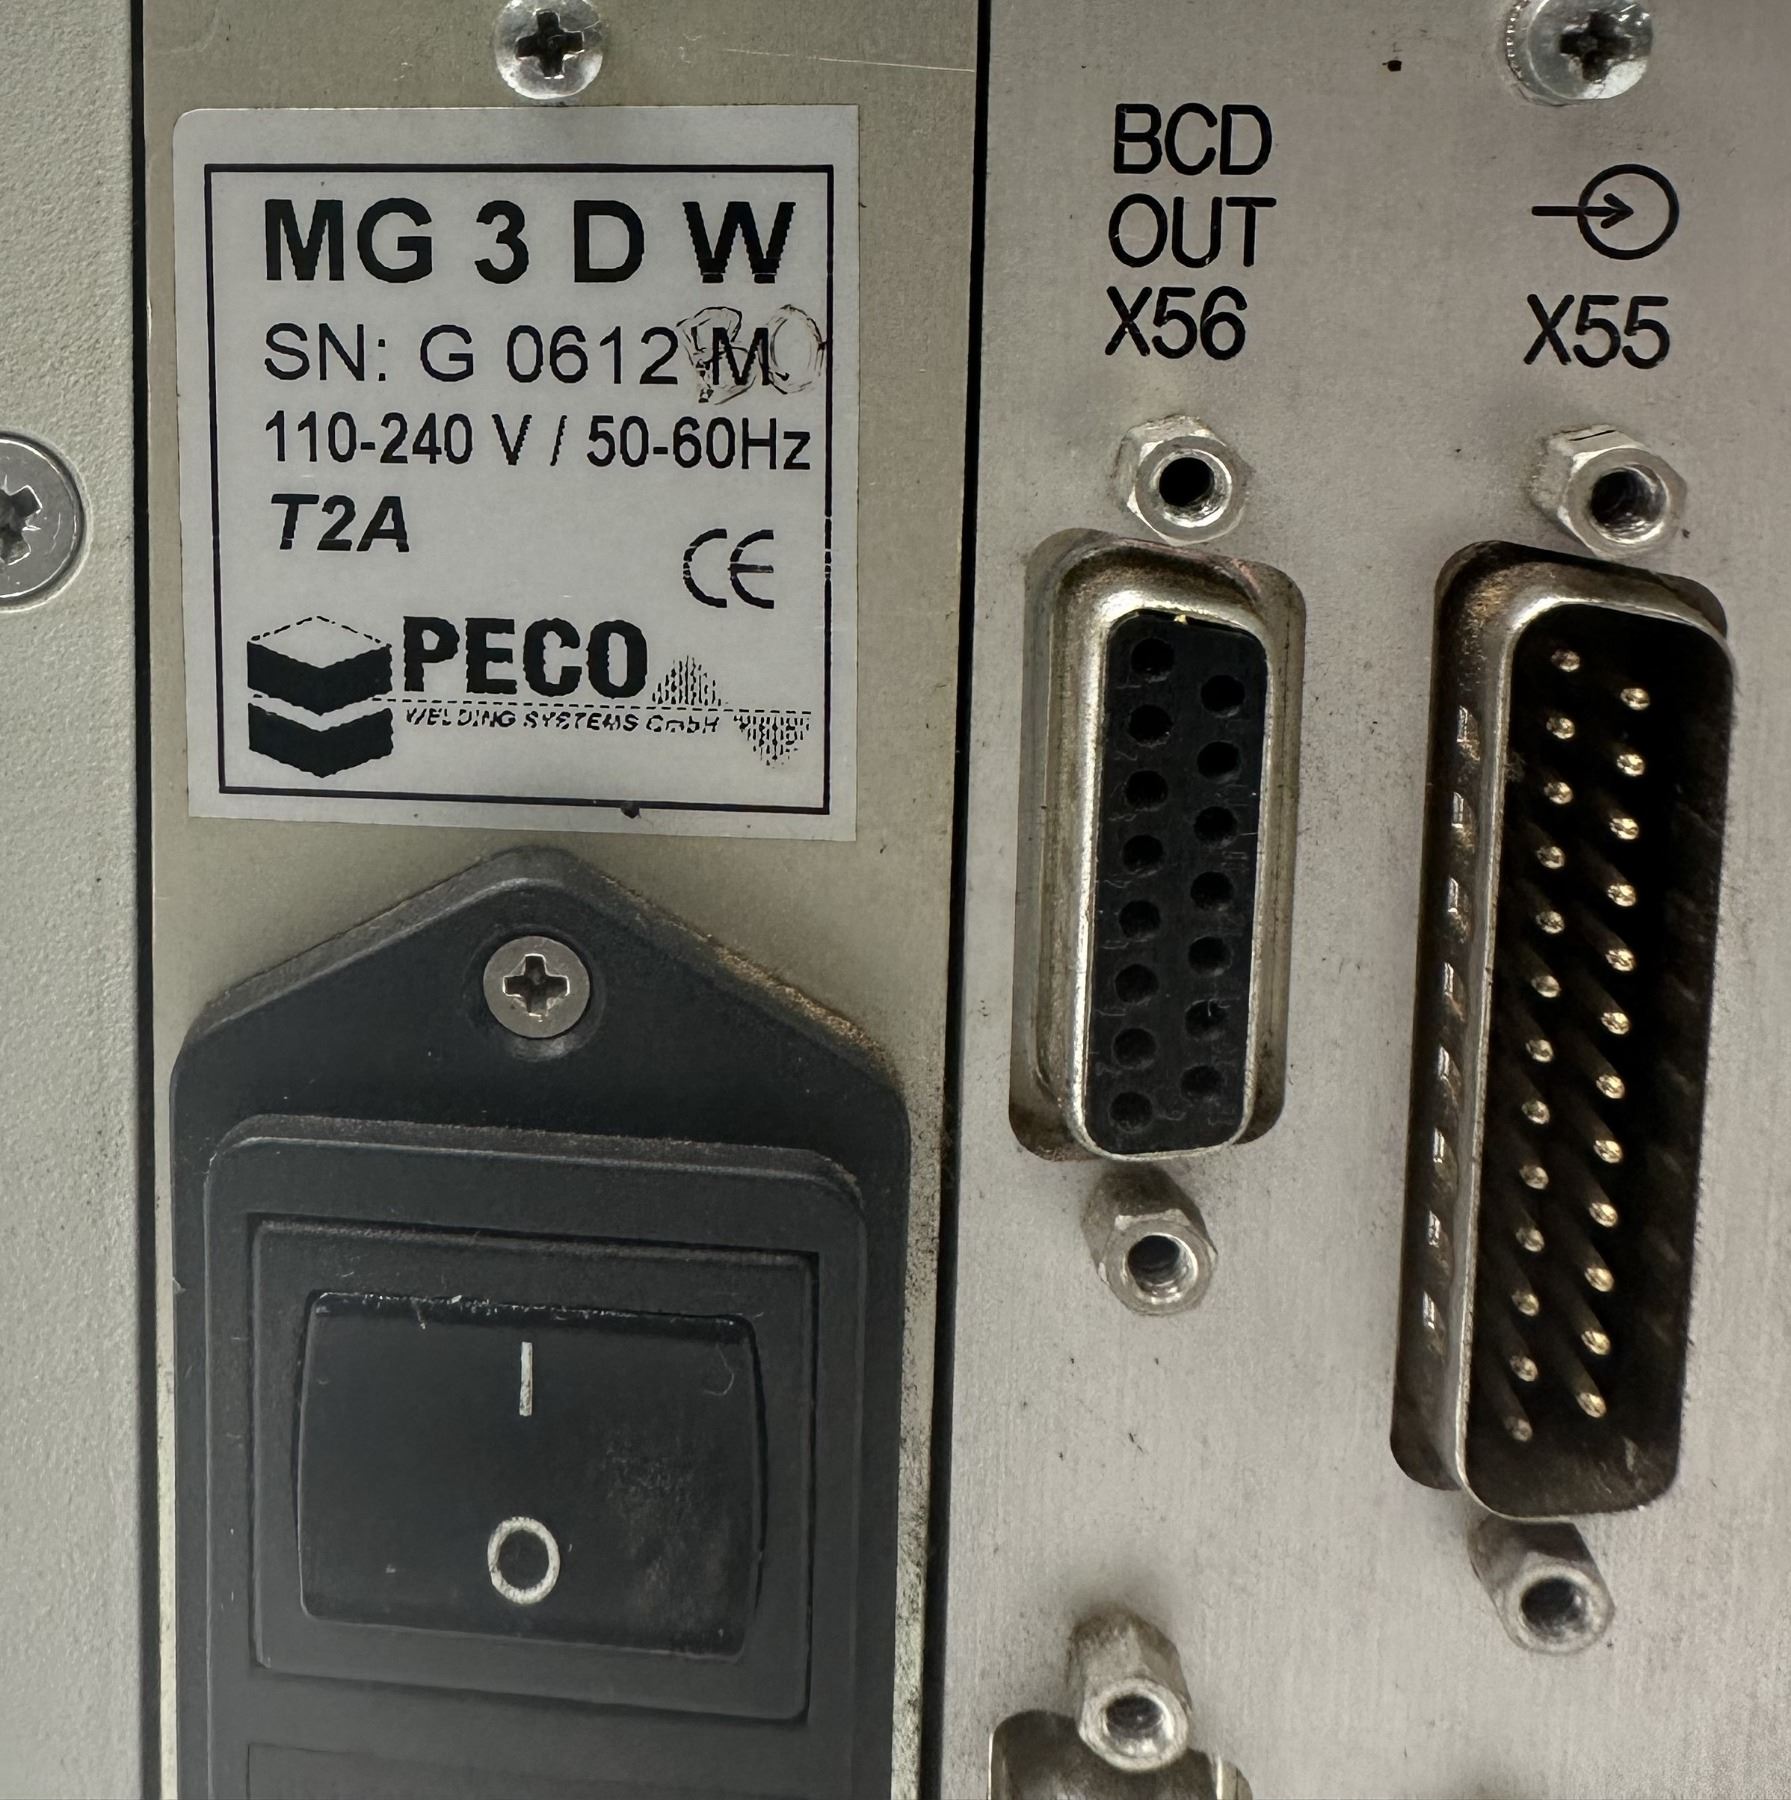 MG 3 D W
SN: G 0612
110-240 V / 50-60Hz
T2A
CE
PECO
WELDING SYSTEMS GmbH
I
O
BCD
OUT
X56
X55